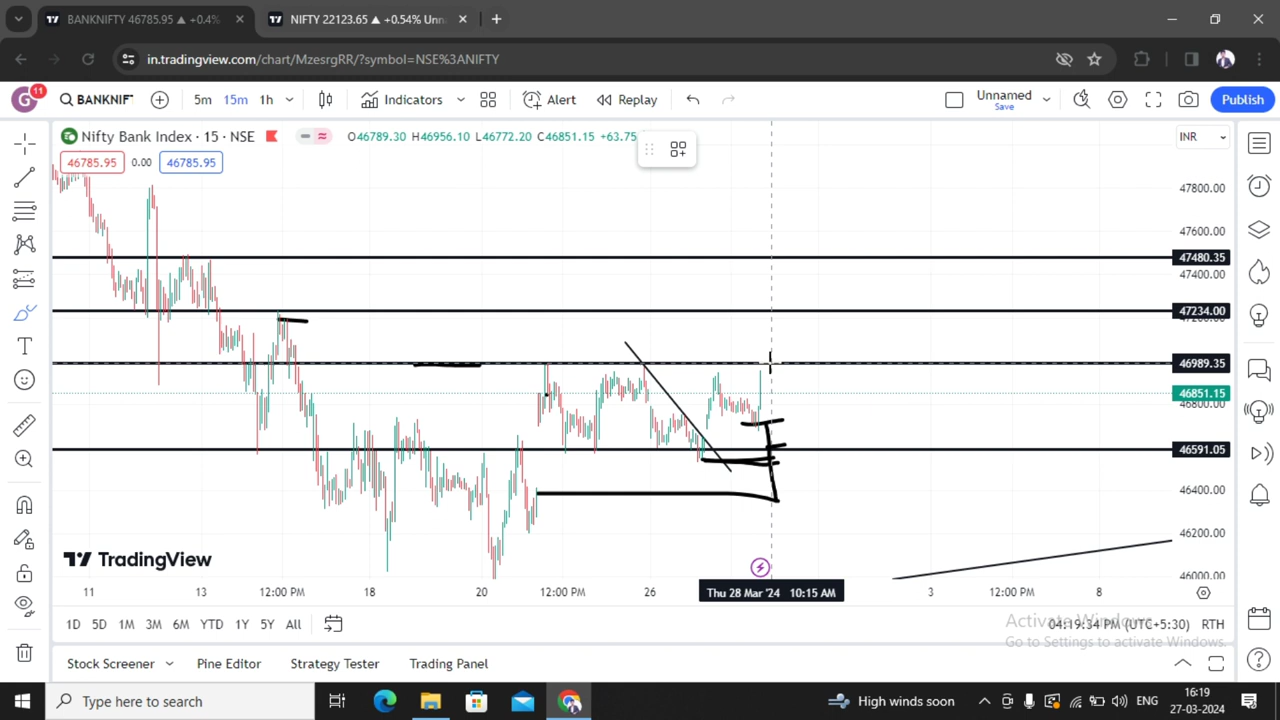 BANKNIFTY 46785.95 ▲ +0.4%
NIFTY 22123.65 ▲ +0.54% Unn
in.tradingview.com/chart/MzesrgRR/?symbol=NSE%3ANIFTY
G 11 BANKNIF 5m 15m 1h Indicators Alert Replay Unnamed Save Publish
Nifty Bank Index · 15 · NSE O46789.30 H46956.10 L46772.20 C46851.15 +63.75
INR
46785.95 0.00 46785.95
47800.00
47600.00
47480.35
47400.00
47234.00
47200.00
46989.35
46851.15
46800.00
46591.05
46400.00
46200.00
46000.00
TradingView
11 13 12:00 PM 18 20 12:00 PM 26 Thu 28 Mar '24 10:15 AM 3 12:00 PM 8
1D 5D 1M 3M 6M YTD 1Y 5Y All 04:19:34 PM (UTC+5:30) RTH
Activate Windows
Go to Settings to activate Windows.
Stock Screener Pine Editor Strategy Tester Trading Panel
Type here to search High winds soon ENG 16:19
27-03-2024